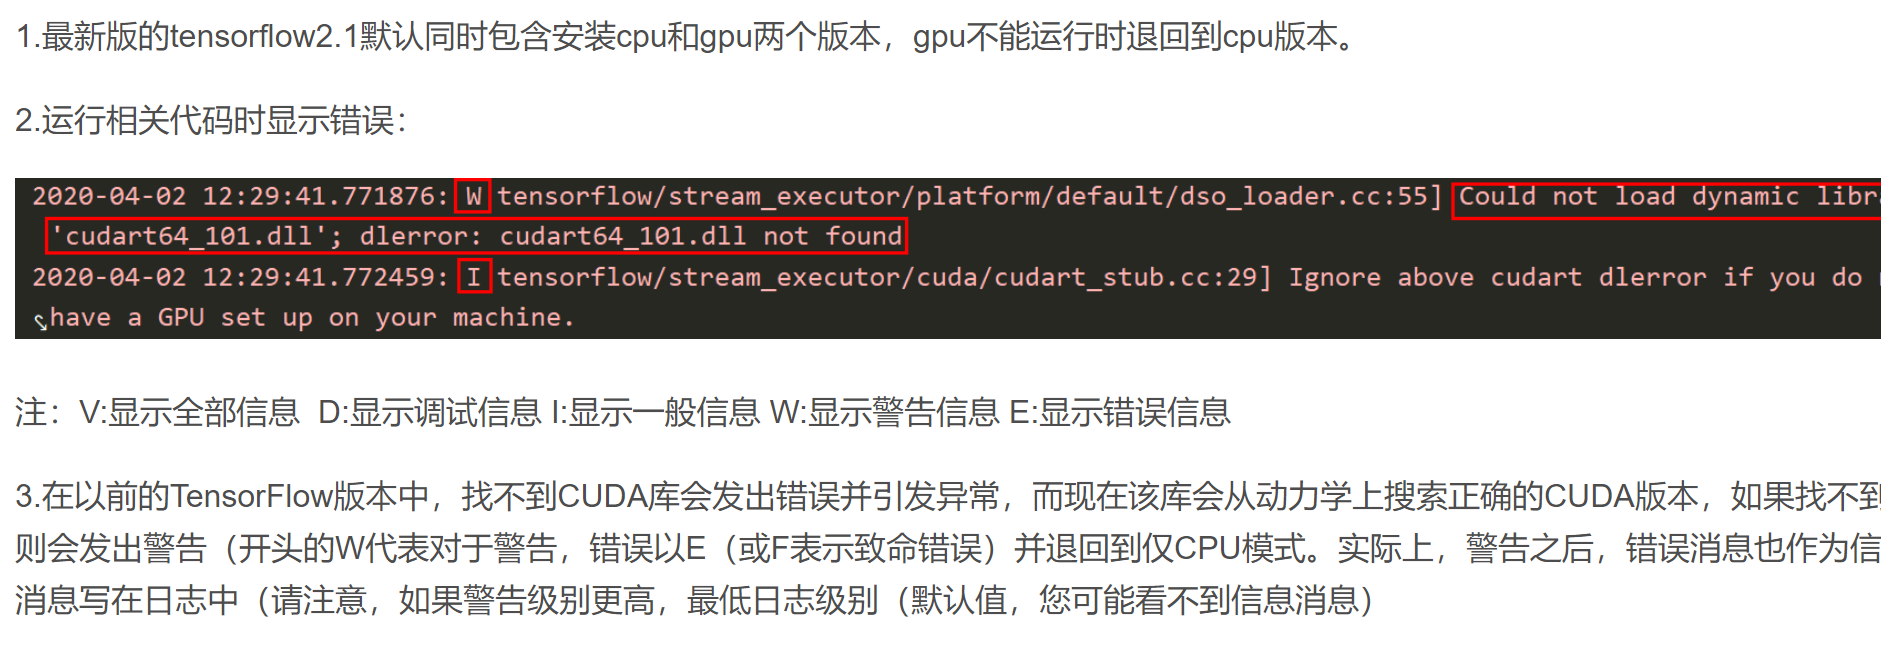 1.最新版的tensorflow2.1默认同时包含安装cpu和gpu两个版本，gpu不能运行时退回到cpu版本。
2.运行相关代码时显示错误：
2020-04-02 12:29:41.771876: W tensorflow/stream_executor/platform/default/dso_loader.cc:55] Could not load dynamic libr
'cudart64_101.dll'; dlerror: cudart64_101.dll not found
2020-04-02 12:29:41.772459: I tensorflow/stream_executor/cuda/cudart_stub.cc:29] Ignore above cudart dlerror if you do
have a GPU set up on your machine.
注：V:显示全部信息 D:显示调试信息 I:显示一般信息 W:显示警告信息 E:显示错误信息
3.在以前的TensorFlow版本中，找不到CUDA库会发出错误并引发异常，而现在该库会从动力学上搜索正确的CUDA版本，如果找不到
则会发出警告（开头的W代表对于警告，错误以E（或F表示致命错误）并退回到仅CPU模式。实际上，警告之后，错误消息也作为信
消息写在日志中（请注意，如果警告级别更高，最低日志级别（默认值，您可能看不到信息消息）